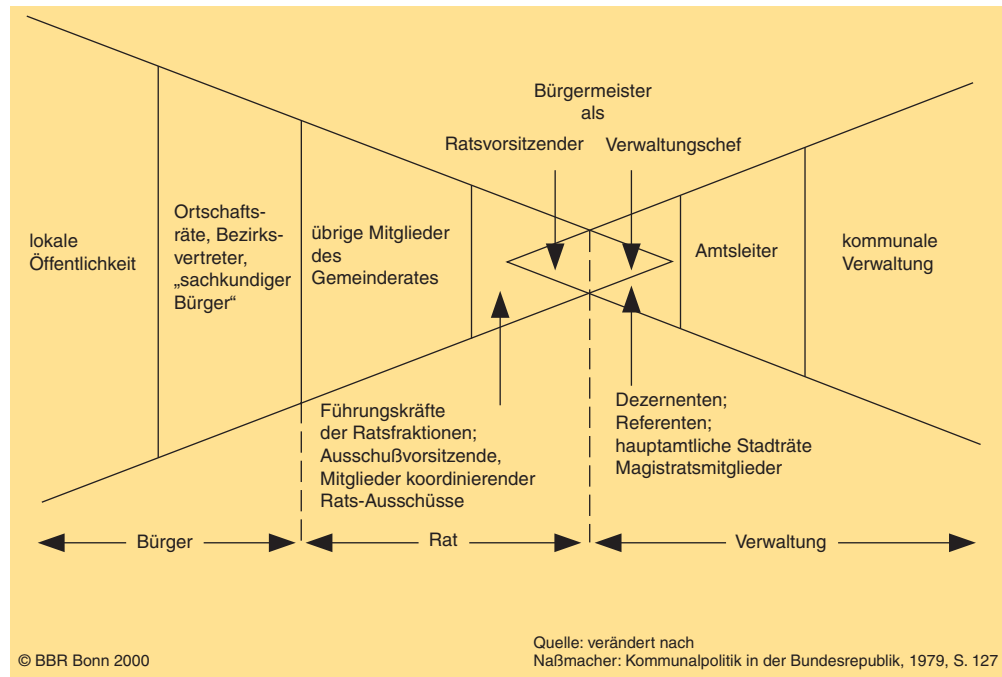 Bürgermeister
als
Ratsvorsitzender
Verwaltungschef
lokale
Öffentlichkeit
Ortschafts-
räte, Bezirks-
vertreter,
„sachkundiger
Bürger“
übrige Mitglieder
des
Gemeinderates
Amtsleiter
kommunale
Verwaltung
Führungskräfte
der Ratsfraktionen;
Ausschußvorsitzende,
Mitglieder koordinierender
Rats-Ausschüsse
Dezernenten;
Referenten;
hauptamtliche Stadträte
Magistratsmitglieder
Bürger
Rat
Verwaltung
© BBR Bonn 2000
Quelle: verändert nach
Naßmacher: Kommunalpolitik in der Bundesrepublik, 1979, S. 127